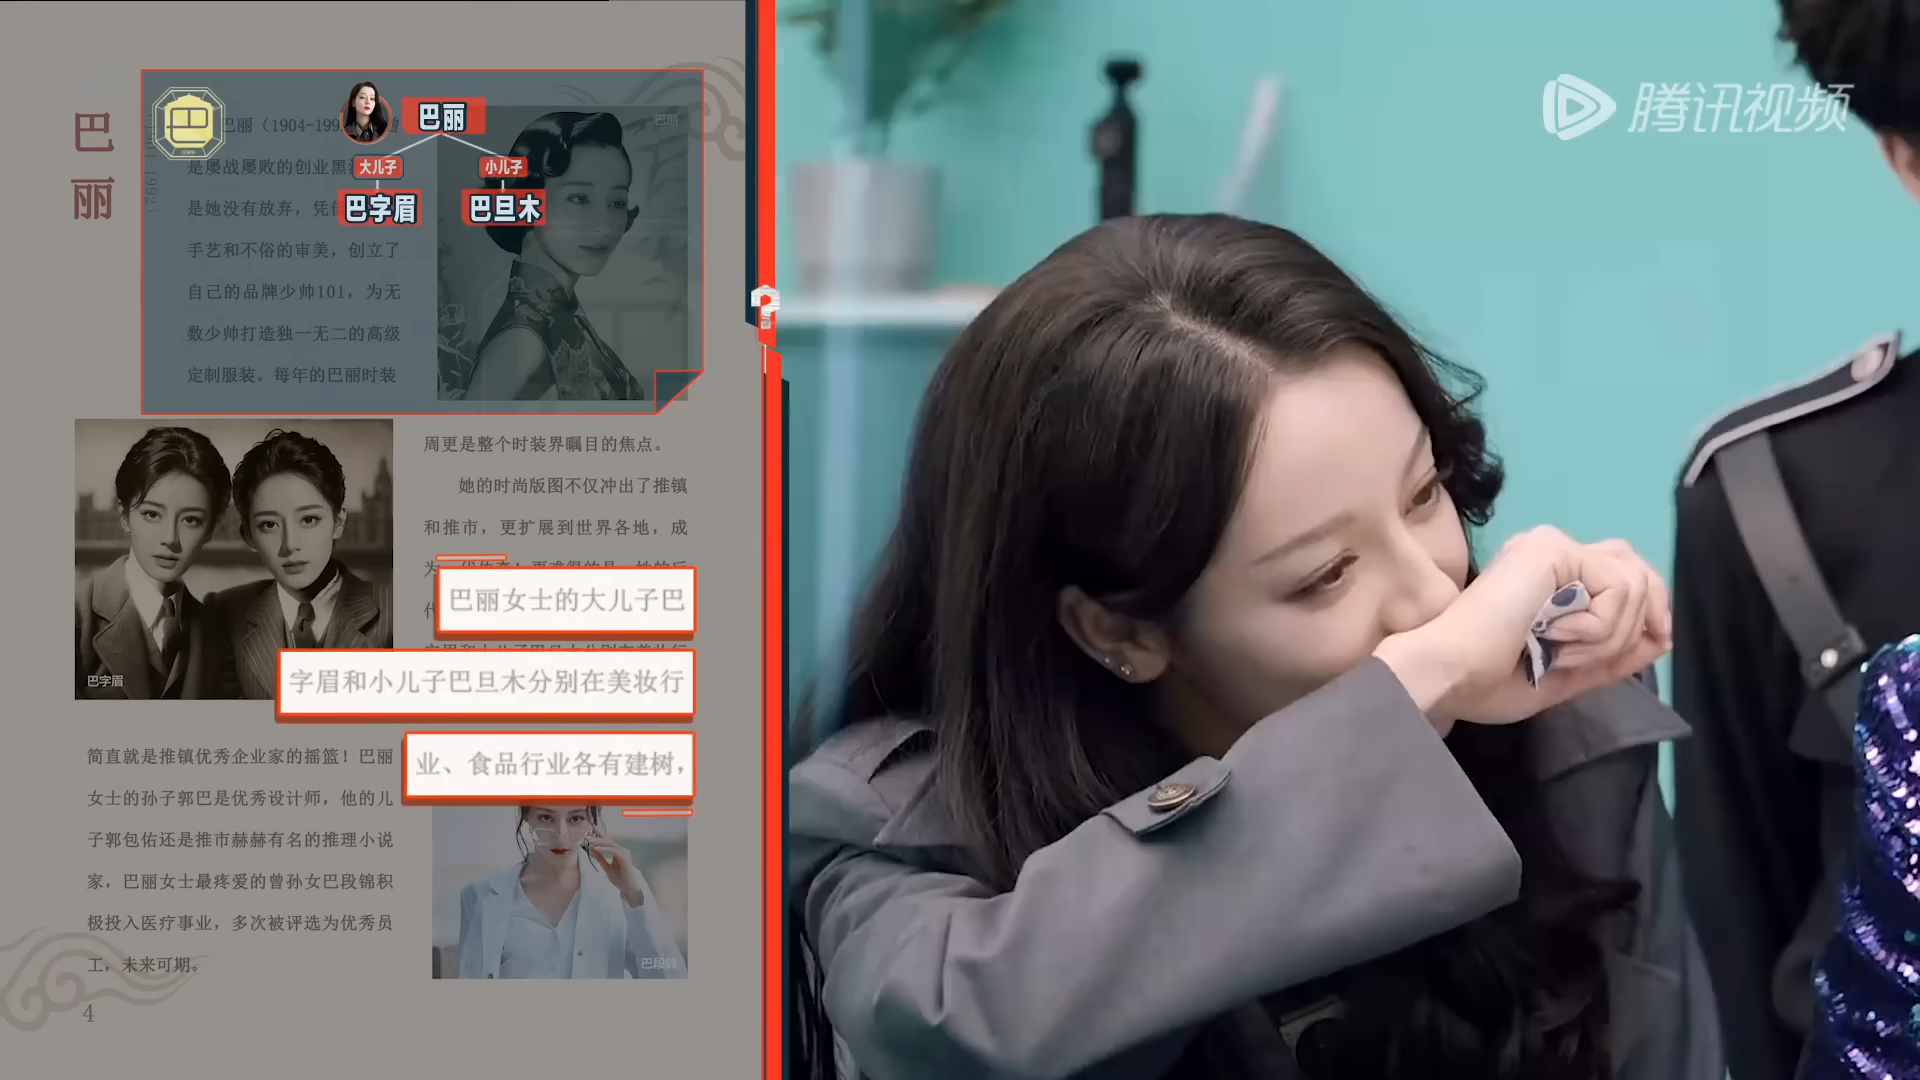 巴
丽
巴丽（1904-199
是屡战屡败的创业黑
是她没有放弃，凭
手艺和不俗的审美，创立了
自己的品牌少帅101，为无
数少帅打造独一无二的高级
定制服装。每年的巴丽时装
巴丽
大儿子
小儿子
巴字眉
巴旦木
巴丽
周更是整个时装界瞩目的焦点。
她的时尚版图不仅冲出了推镇
和推市，更扩展到世界各地，成
巴丽女士的大儿子巴
字眉和小儿子巴旦木分别在美妆行
业、食品行业各有建树，
巴字眉
简直就是推镇优秀企业家的摇篮！巴丽
女士的孙子郭巴是优秀设计师，他的儿
子郭包佑还是推市赫赫有名的推理小说
家，巴丽女士最疼爱的曾孙女巴段锦积
极投入医疗事业，多次被评选为优秀员
工，未来可期。
巴段锦
4
腾讯视频